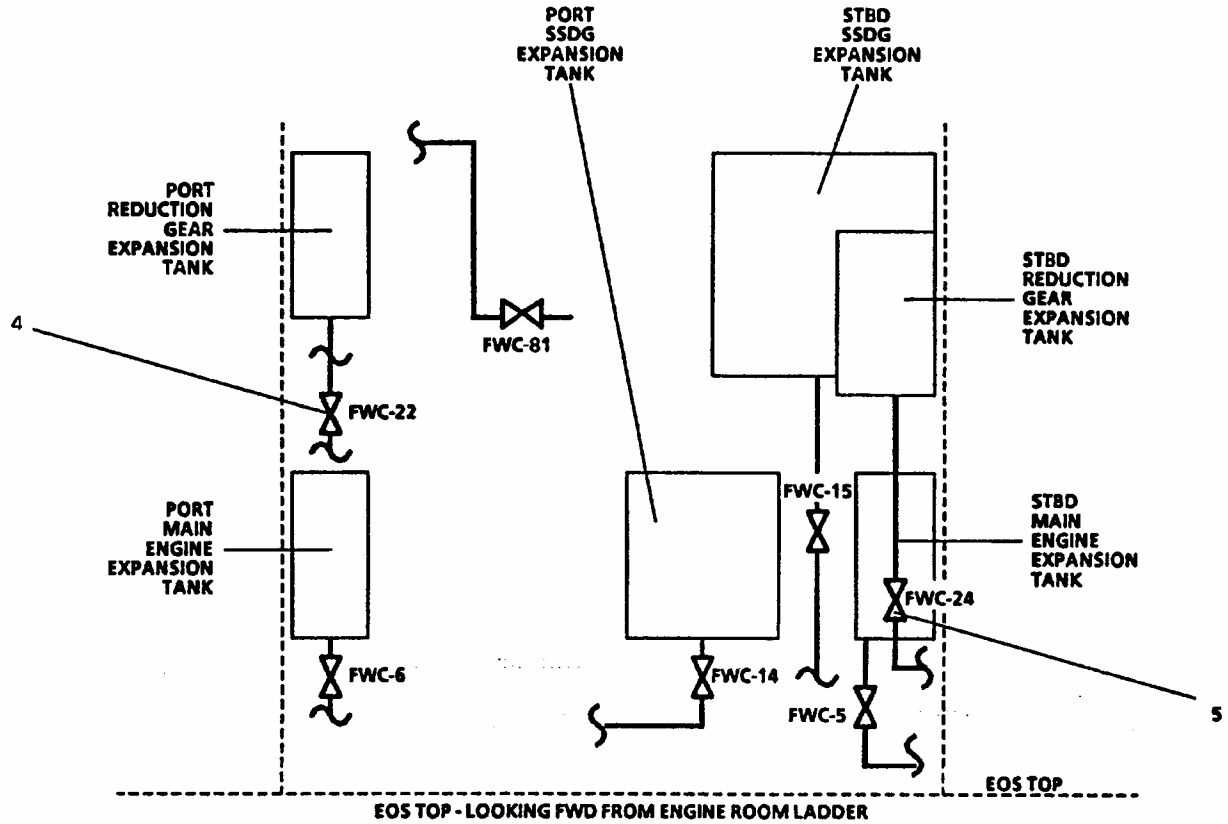 PORT
SSDG
EXPANSION
TANK
STBD
SSDG
EXPANSION
TANK
PORT
REDUCTION
GEAR
EXPANSION
TANK
STBD
REDUCTION
GEAR
EXPANSION
TANK
4
FWC-81
FWC-22
PORT
MAIN
ENGINE
EXPANSION
TANK
FWC-15
STBD
MAIN
ENGINE
EXPANSION
TANK
FWC-24
FWC-6
FWC-14
FWC-5
5
EOS TOP
EOS TOP - LOOKING FWD FROM ENGINE ROOM LADDER